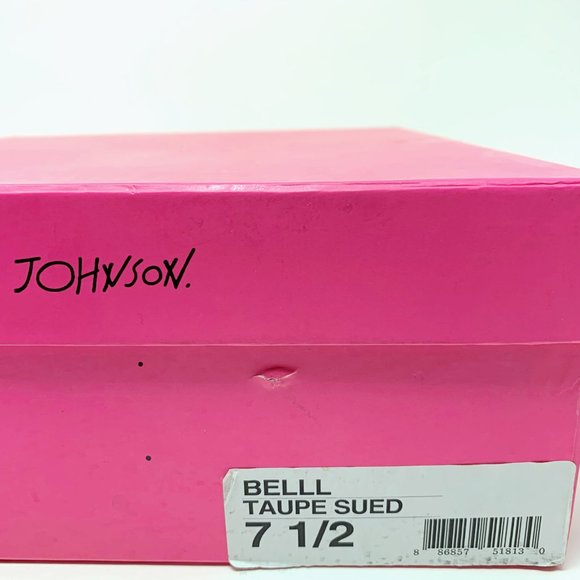 JOHNSON.
BELLL
TAUPE SUED
7 1/2
8 86857 51813 0